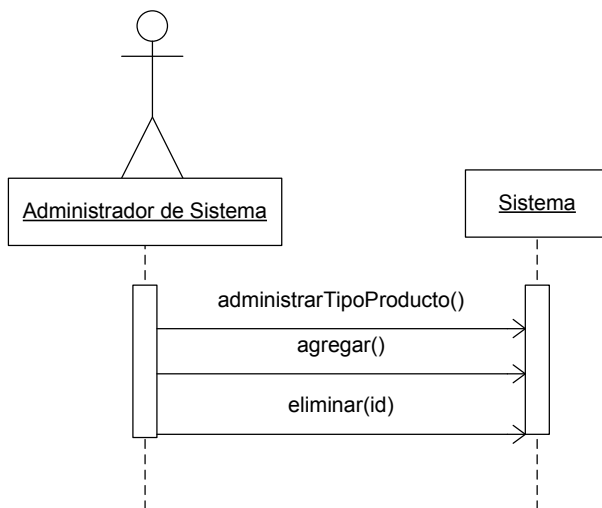 Administrador de Sistema
Sistema
administrarTipoProducto()
agregar()
eliminar(id)